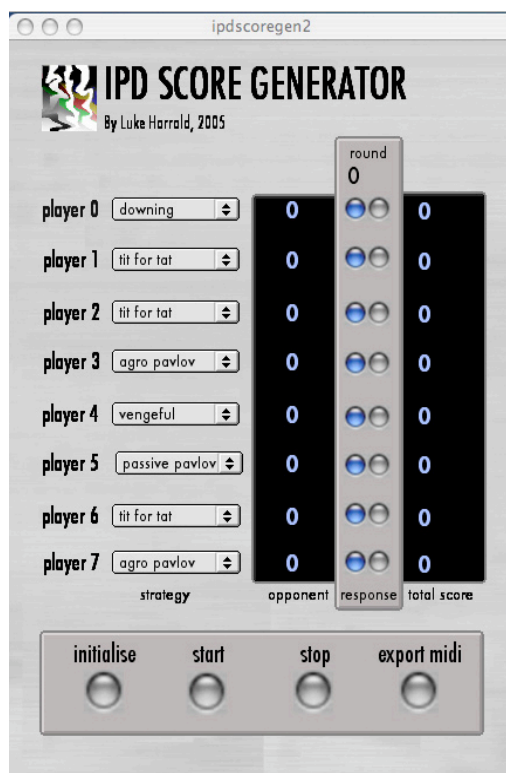 ipdscoregen2
IPD SCORE GENERATOR
By Luke Harrald, 2005
round
0
player 0 downing 0 0
player 1 tit for tat 0 0
player 2 tit for tat 0 0
player 3 agro pavlov 0 0
player 4 vengeful 0 0
player 5 passive pavlov 0 0
player 6 tit for tat 0 0
player 7 agro pavlov 0 0
strategy opponent response total score
initialise start stop export midi